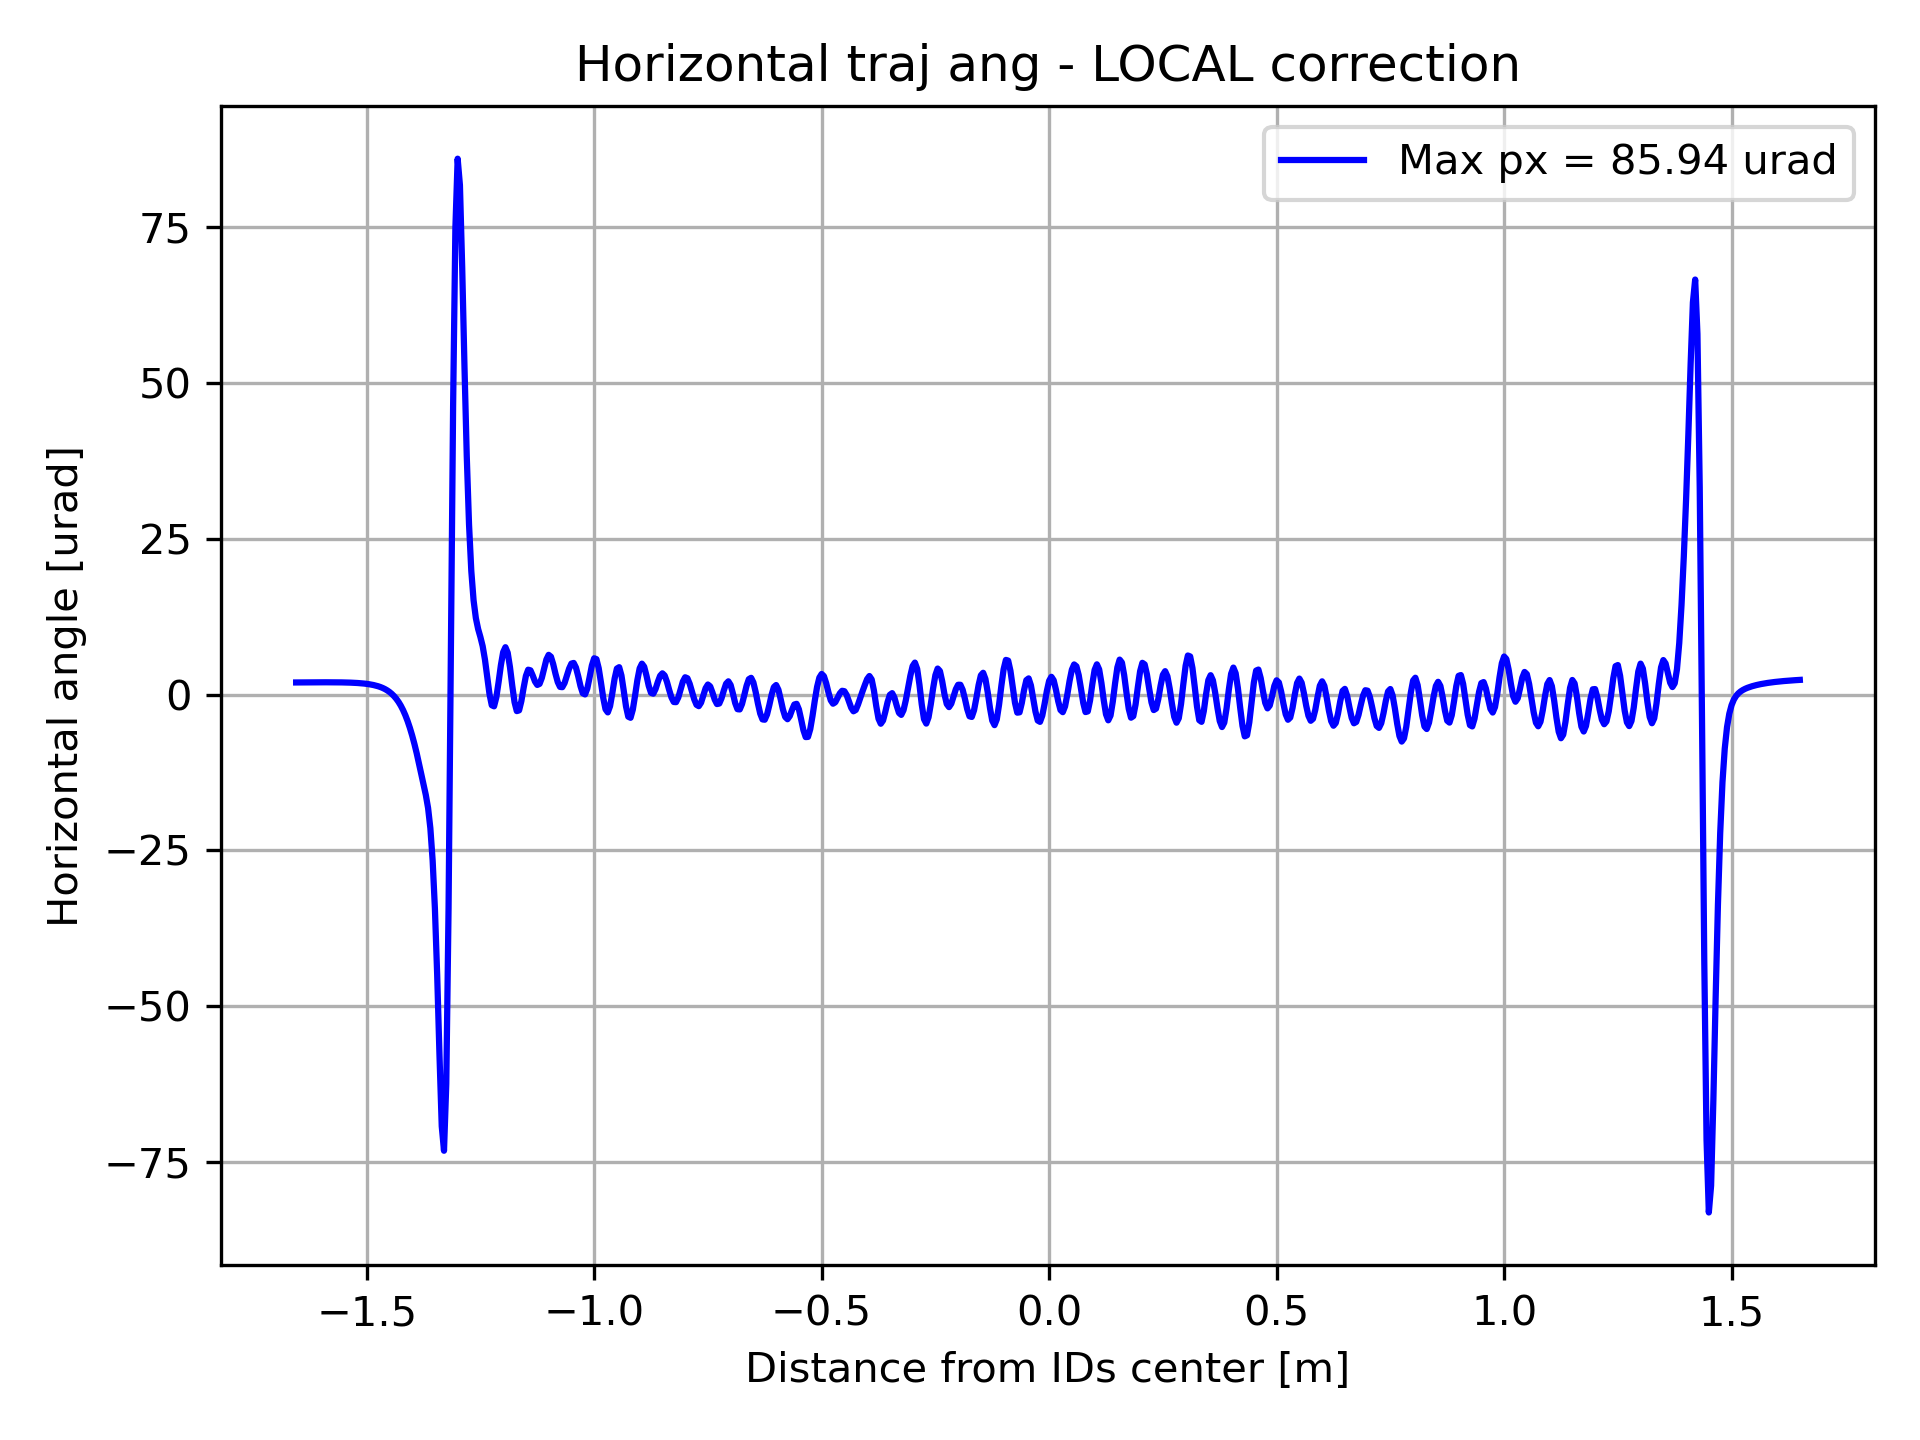 Horizontal traj ang - LOCAL correction
Max px = 85.94 urad
Horizontal angle [urad]
75
50
25
0
−25
−50
−75
−1.5 −1.0 −0.5 0.0 0.5 1.0 1.5
Distance from IDs center [m]